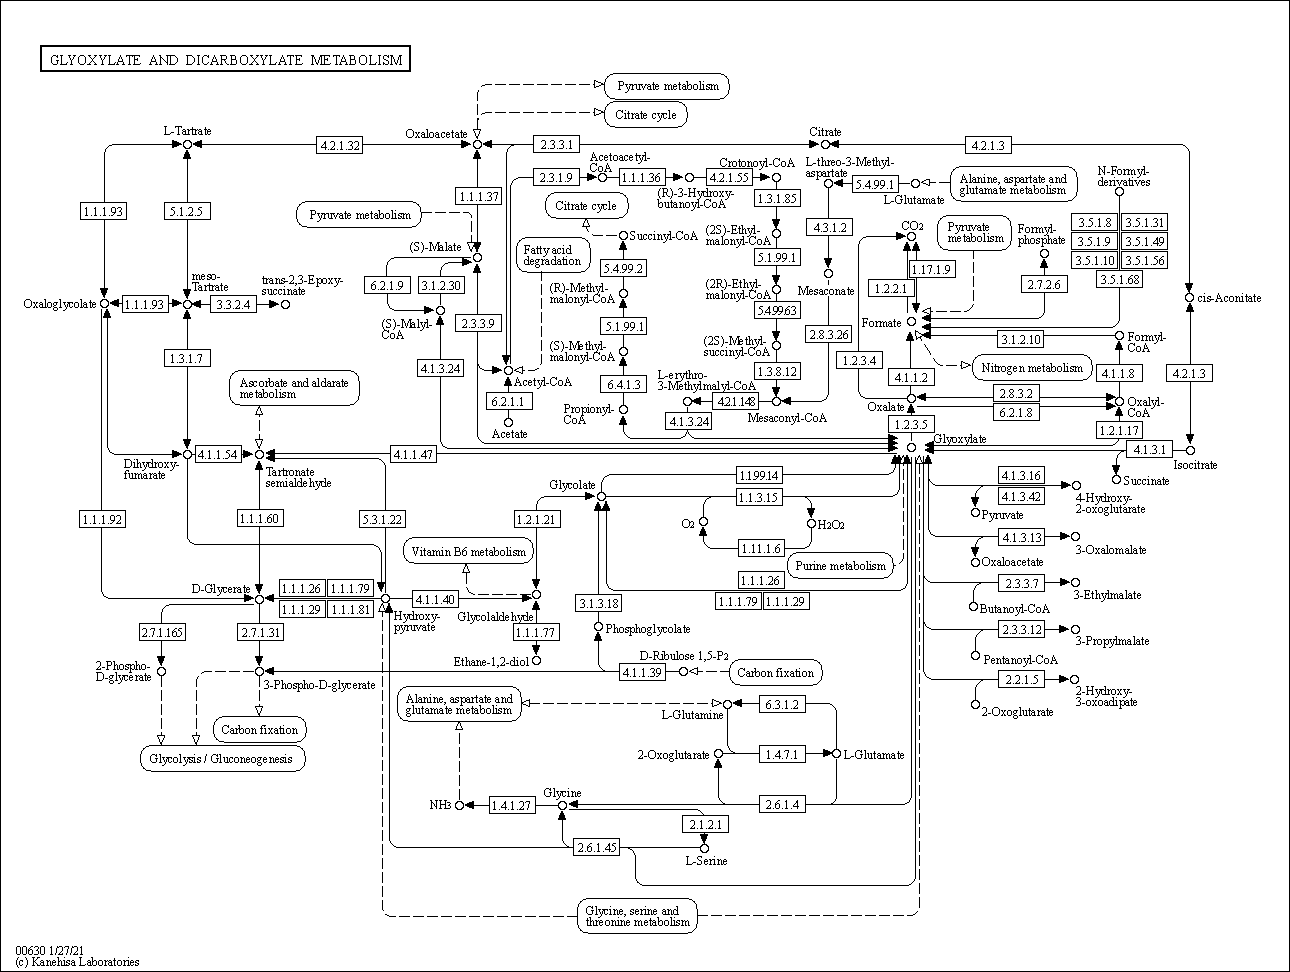 GLYOXYLATE AND DICARBOXYLATE METABOLISM
Pyruvate metabolism
Citrate cycle
L-Tartrate
4.2.1.32
Oxaloacetate
2.3.3.1
Citrate
4.2.1.3
Acetoacetyl-
CoA
2.3.1.9
1.1.1.36
(R)-3-Hydroxy-
butanoyl-CoA
4.2.1.55
Crotonoyl-CoA
L-threo-3-Methyl-
aspartate
5.4.99.1
L-Glutamate
Alanine, aspartate and
glutamate metabolism
N-Formyl-
derivatives
1.1.1.93
5.1.2.5
1.1.1.37
Pyruvate metabolism
Citrate cycle
1.3.1.85
4.3.1.2
CO2
Pyruvate
metabolism
Formyl-
phosphate
3.5.1.8
3.5.1.31
3.5.1.9
3.5.1.49
3.5.1.10
3.5.1.56
3.5.1.68
(S)-Malate
Fatty acid
degradation
Succinyl-CoA
(2S)-Ethyl-
malonyl-CoA
5.4.99.2
5.1.99.1
1.17.1.9
1.2.2.1
2.7.2.6
meso-
Tartrate
trans-2,3-Epoxy-
succinate
6.2.1.9
3.1.2.30
(R)-Methyl-
malonyl-CoA
(2R)-Ethyl-
malonyl-CoA
Mesaconate
cis-Aconitate
Oxaloglycolate
1.1.1.93
3.3.2.4
(S)-Malyl-
CoA
2.3.3.9
5.1.99.1
5.4.99.63
2.8.3.26
Formate
3.1.2.10
Formyl-
CoA
1.3.1.7
4.1.3.24
(S)-Methyl-
malonyl-CoA
(2S)-Methyl-
succinyl-CoA
1.2.3.4
Nitrogen metabolism
Ascorbate and aldarate
metabolism
Acetyl-CoA
6.4.1.3
L-erythro-
3-Methylmalyl-CoA
1.3.8.12
4.1.1.2
4.1.1.8
4.2.1.3
6.2.1.1
Acetate
Propionyl-
CoA
4.2.1.148
4.1.3.24
Mesaconyl-CoA
Oxalate
2.8.3.2
6.2.1.8
Oxalyl-
CoA
1.2.3.5
1.2.1.17
Dihydroxy-
fumarate
4.1.1.54
Tartronate
semialdehyde
4.1.1.47
Glyoxylate
4.1.3.1
Isocitrate
Succinate
Glycolate
1.1.99.14
1.1.3.15
4.1.3.16
4.1.3.42
4-Hydroxy-
2-oxoglutarate
Pyruvate
1.1.1.92
1.1.1.60
5.3.1.22
1.2.1.21
O2
H2O2
1.11.1.6
4.1.3.13
3-Oxalomalate
Oxaloacetate
Vitamin B6 metabolism
Purine metabolism
D-Glycerate
1.1.1.26
1.1.1.79
1.1.1.29
1.1.1.81
Hydroxy-
pyruvate
4.1.1.40
Glycolaldehyde
3.1.3.18
1.1.1.26
1.1.1.79
1.1.1.29
2.3.3.7
3-Ethylmalate
Butanoyl-CoA
2.7.1.165
2.7.1.31
1.1.1.77
Phosphoglycolate
2.3.3.12
3-Propylmalate
Pentanoyl-CoA
2-Phospho-
D-glycerate
3-Phospho-D-glycerate
Ethane-1,2-diol
4.1.1.39
D-Ribulose 1,5-P2
Carbon fixation
2.2.1.5
2-Hydroxy-
3-oxoadipate
2-Oxoglutarate
Alanine, aspartate and
glutamate metabolism
L-Glutamine
6.3.1.2
Carbon fixation
Glycolysis / Gluconeogenesis
2-Oxoglutarate
1.4.7.1
L-Glutamate
NH3
1.4.1.27
Glycine
2.6.1.4
2.1.2.1
2.6.1.45
L-Serine
Glycine, serine and
threonine metabolism
00630 1/27/21
(c) Kanehisa Laboratories